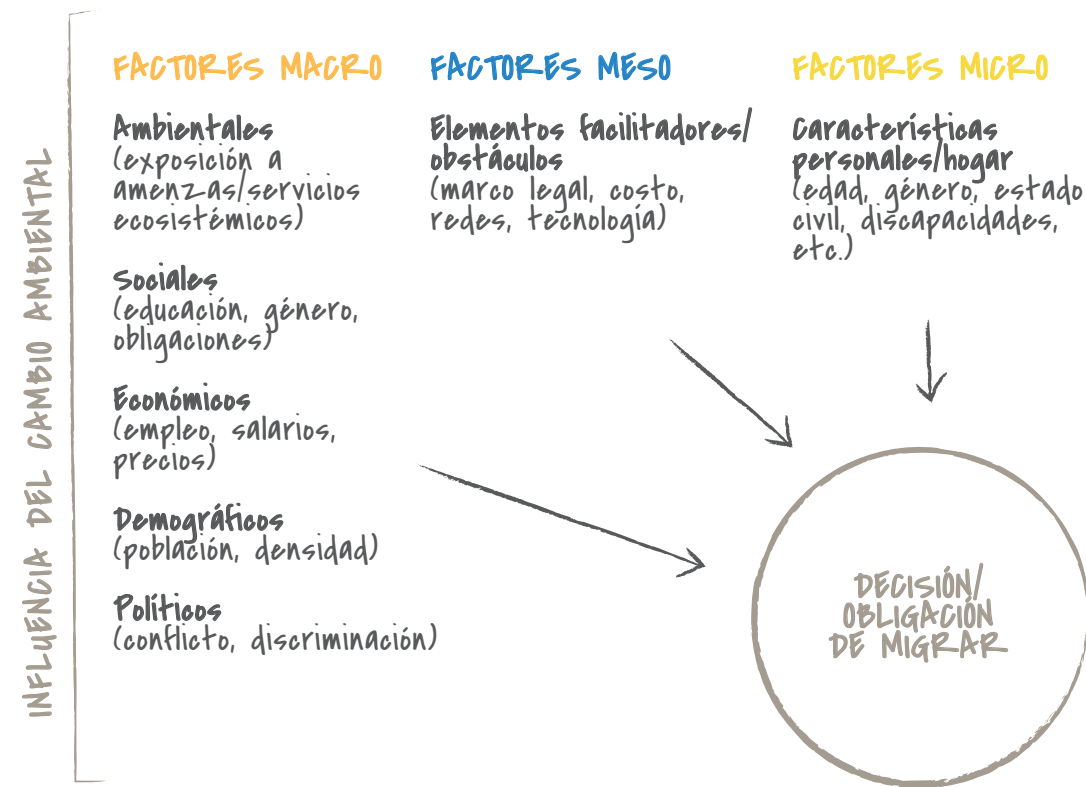 INFLUENCIA DEL CAMBIO AMBIENTAL
FACTORES MACRO
Ambientales
(exposición a
amenzas/servicios
ecosistémicos)
Sociales
(educación, género,
obligaciones)
Económicos
(empleo, salarios,
precios)
Demográficos
(población, densidad)
Políticos
(conflicto, discriminación)
FACTORES MESO
Elementos facilitadores/
obstáculos
(marco legal, costo,
redes, tecnología)
FACTORES MICRO
Características
personales/hogar
(edad, género, estado
civil, discapacidades,
etc.)
DECISIÓN/
OBLIGACIÓN
DE MIGRAR